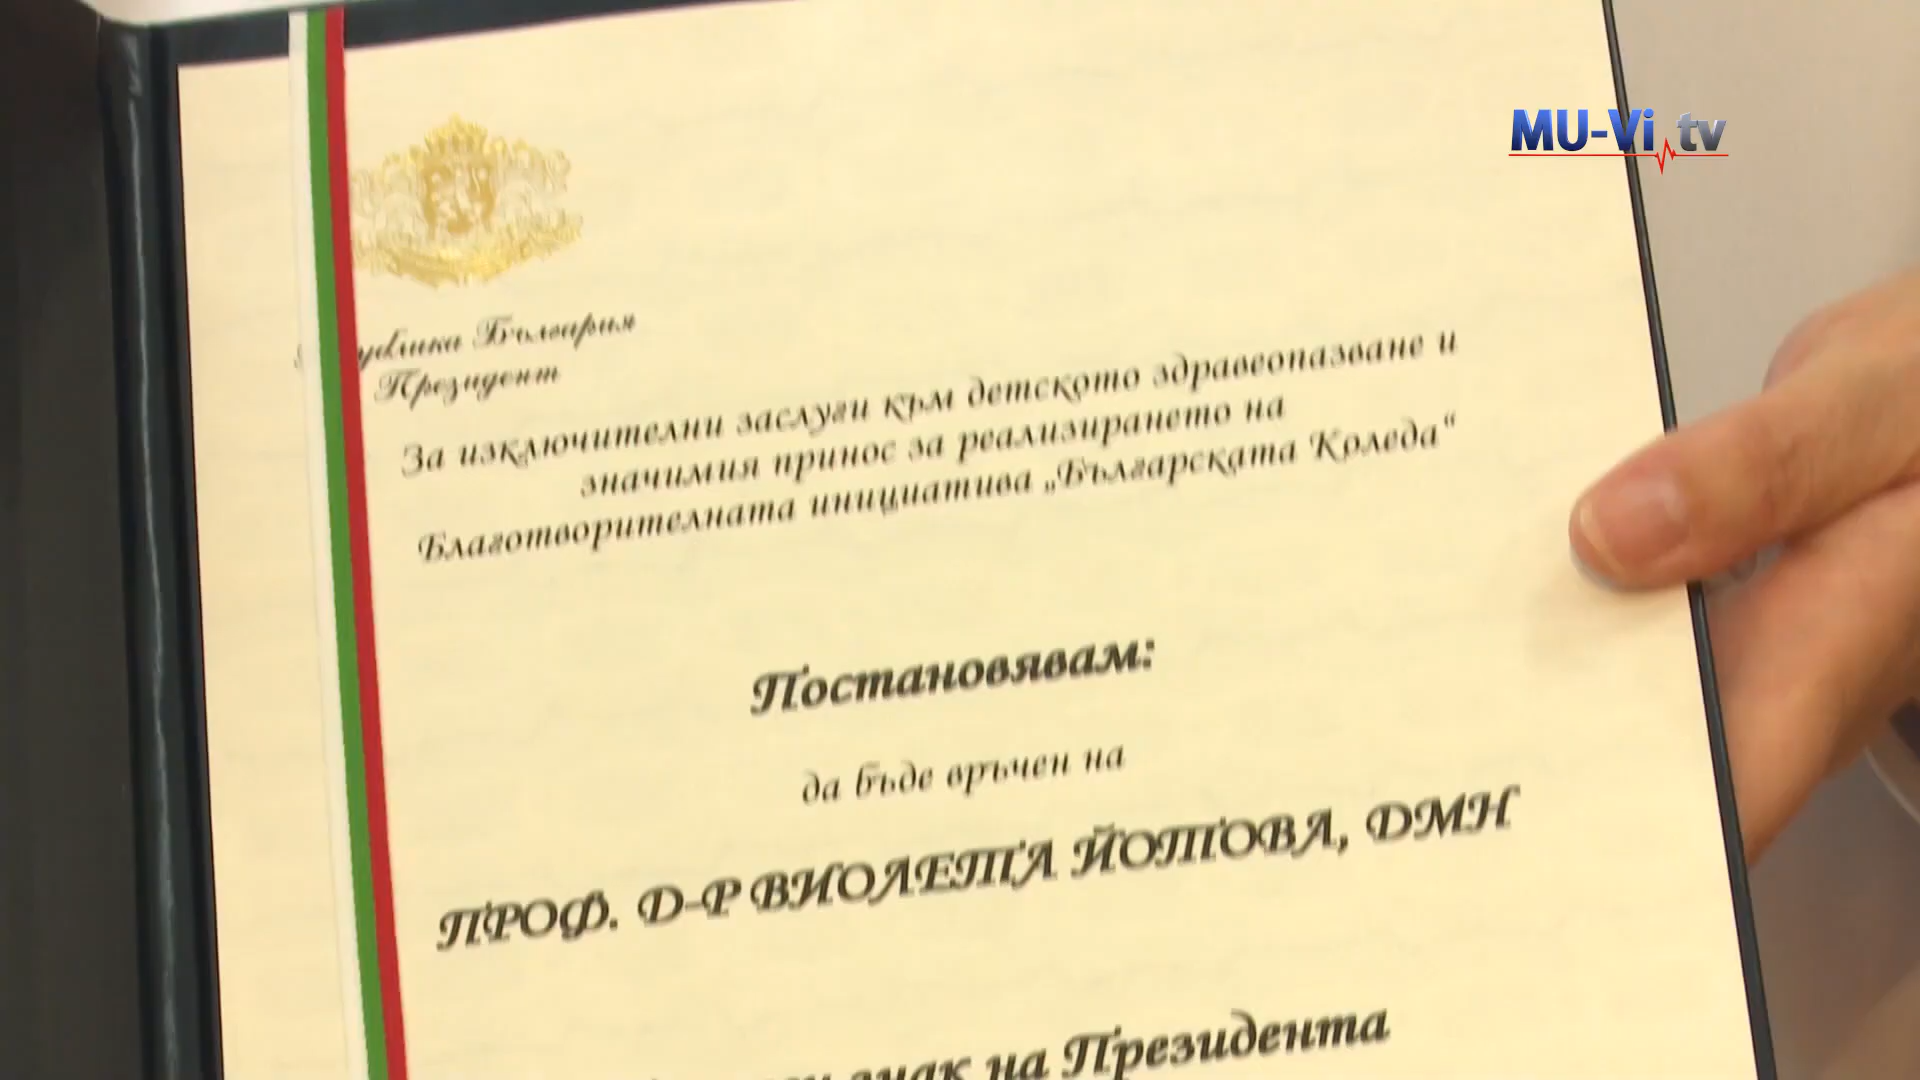 MU-Vi tv
Република България
Президент
За изключителни заслуги към детското здравеопазване и
значимия принос за реализирането на
Благотворителната инициатива „Българската Коледа“
Постановявам:
да бъде връчен на
ПРОФ. Д-Р ВИОЛЕТА ЙОТОВА, ДМН
знак на Президента